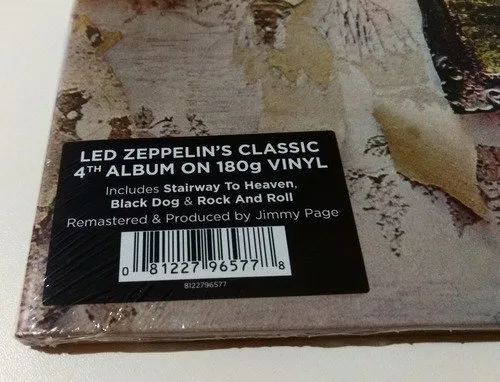 LED ZEPPELIN'S CLASSIC
4TH ALBUM ON 180g VINYL
Includes Stairway To Heaven,
Black Dog & Rock And Roll
Remastered & Produced by Jimmy Page
0 81227 96577 8
8122796577